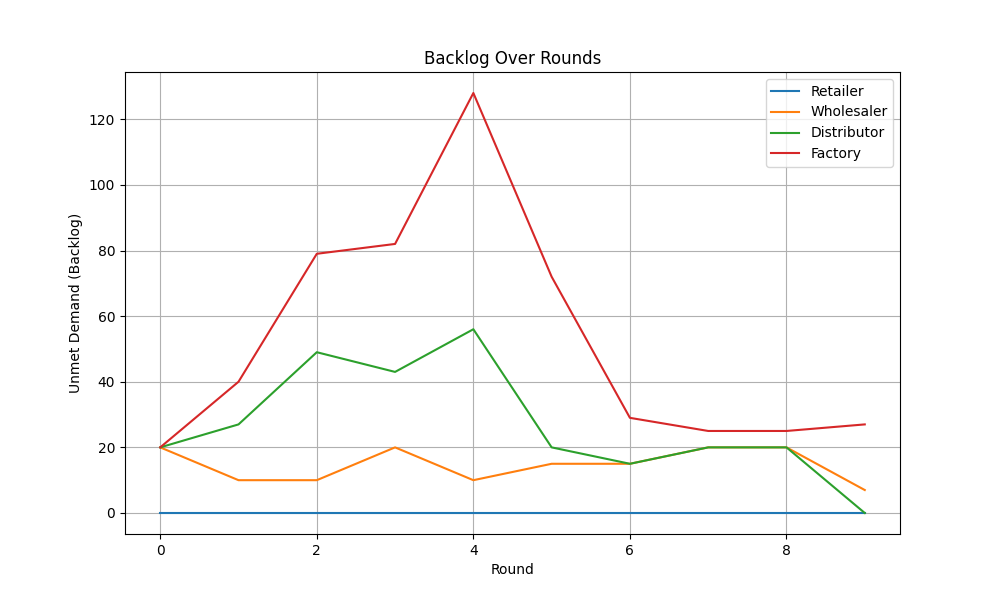 Backlog Over Rounds
Retailer
Wholesaler
Distributor
Factory
Unmet Demand (Backlog)
120
100
80
60
40
20
0
0 2 4 6 8
Round